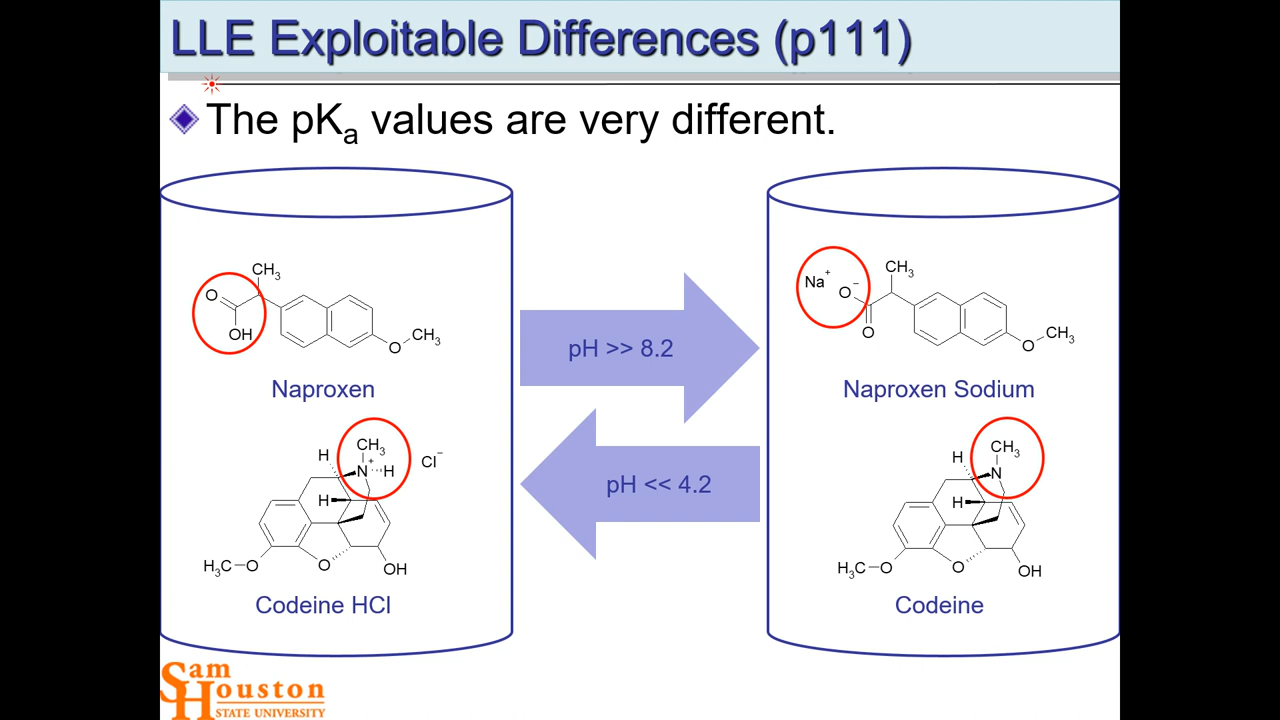 LLE Exploitable Differences (p111)
The pKa values are very different.
CH3
O
OH
O
CH3
Naproxen
H
CH3
N+
H
Cl−
H
H3C
O
O
OH
Codeine HCl
pH >> 8.2
pH << 4.2
Na+
O−
CH3
O
O
CH3
Naproxen Sodium
H
CH3
N
H
H3C
O
O
OH
Codeine
Sam
Houston
STATE UNIVERSITY